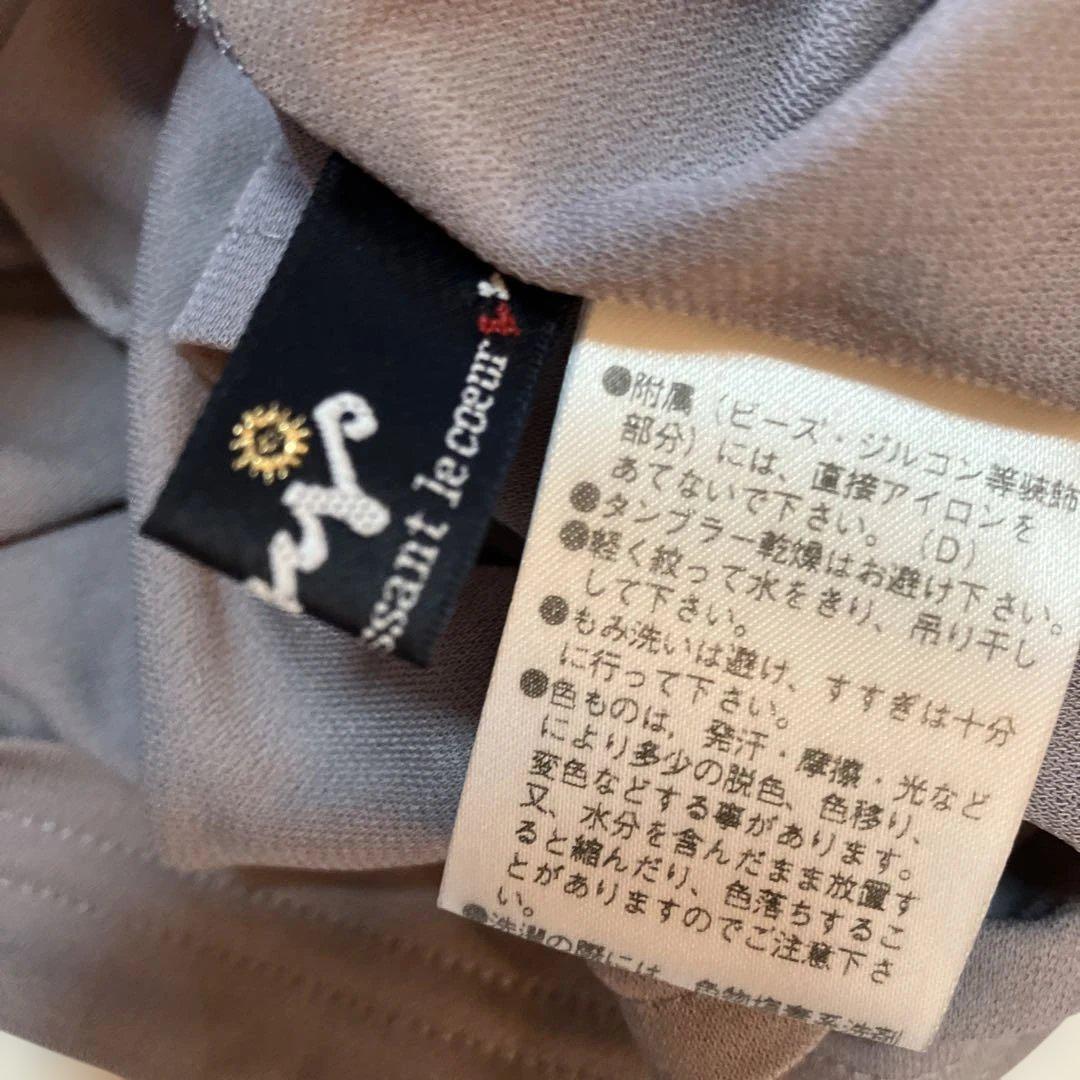 ssant le coeur
●附属(ビーズ・ジルコン等装飾
部分)には、直接アイロンを
あてないで下さい。(D)
●タンブラー乾燥はお避け下さい。
●軽く絞って水をきり、吊り干し
して下さい。
●もみ洗いは避け、すすぎは十分
に行って下さい。
●色ものは、発汗・摩擦・光など
により多少の脱色、色移り、
変色などする事があります。
又、水分を含んだまま放置す
ると縮んだり、色落ちするこ
とがありますのでご注意下さ
い。
●洗濯の際には、